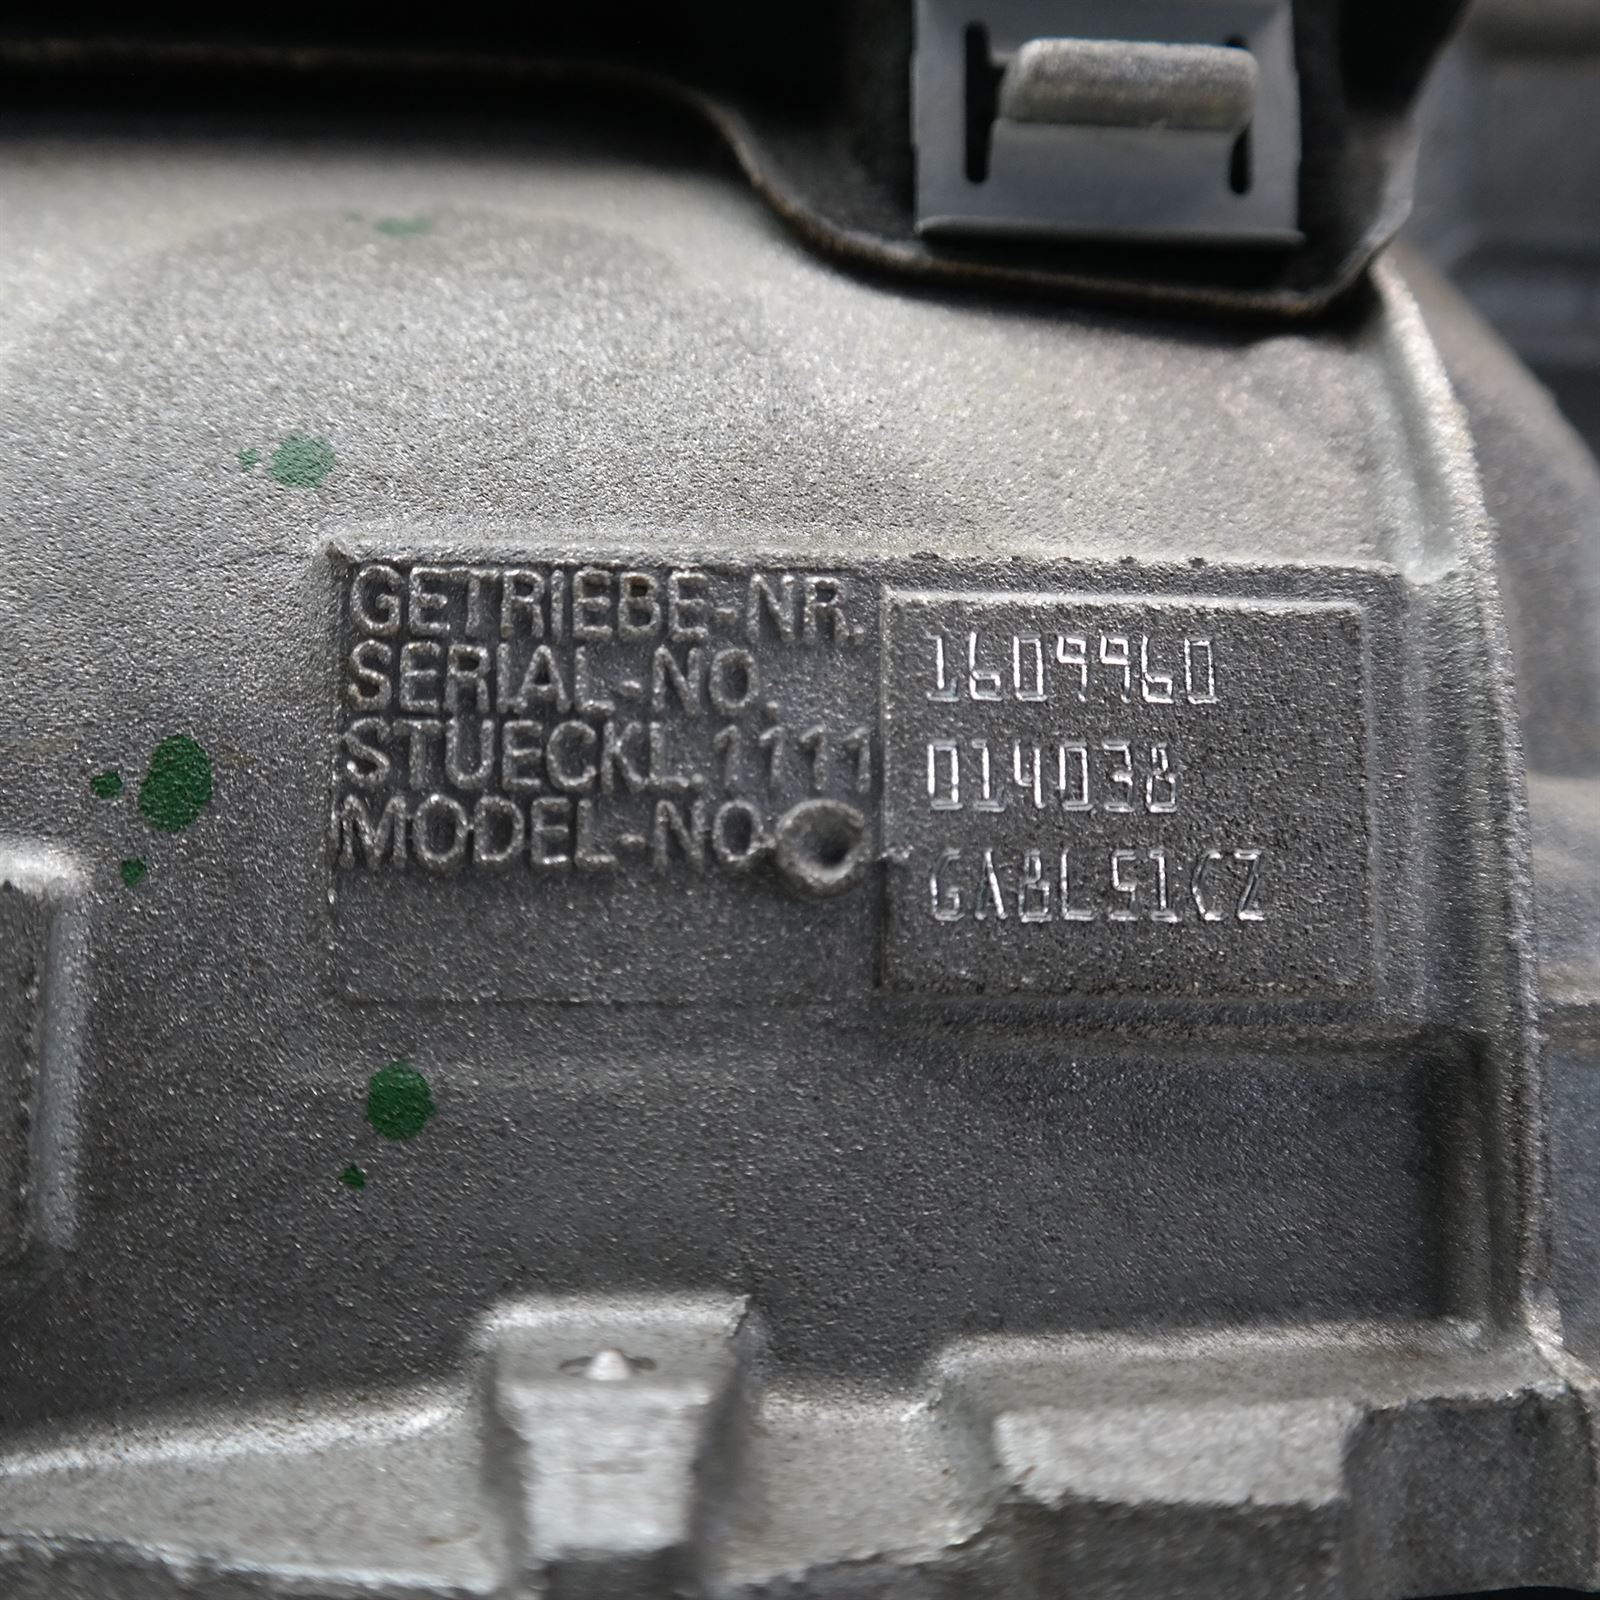 GETRIEBE-NR.
SERIAL-NO. 1609960
STUECKL. 1111 014038
MODEL-NO. GA8L51CZ